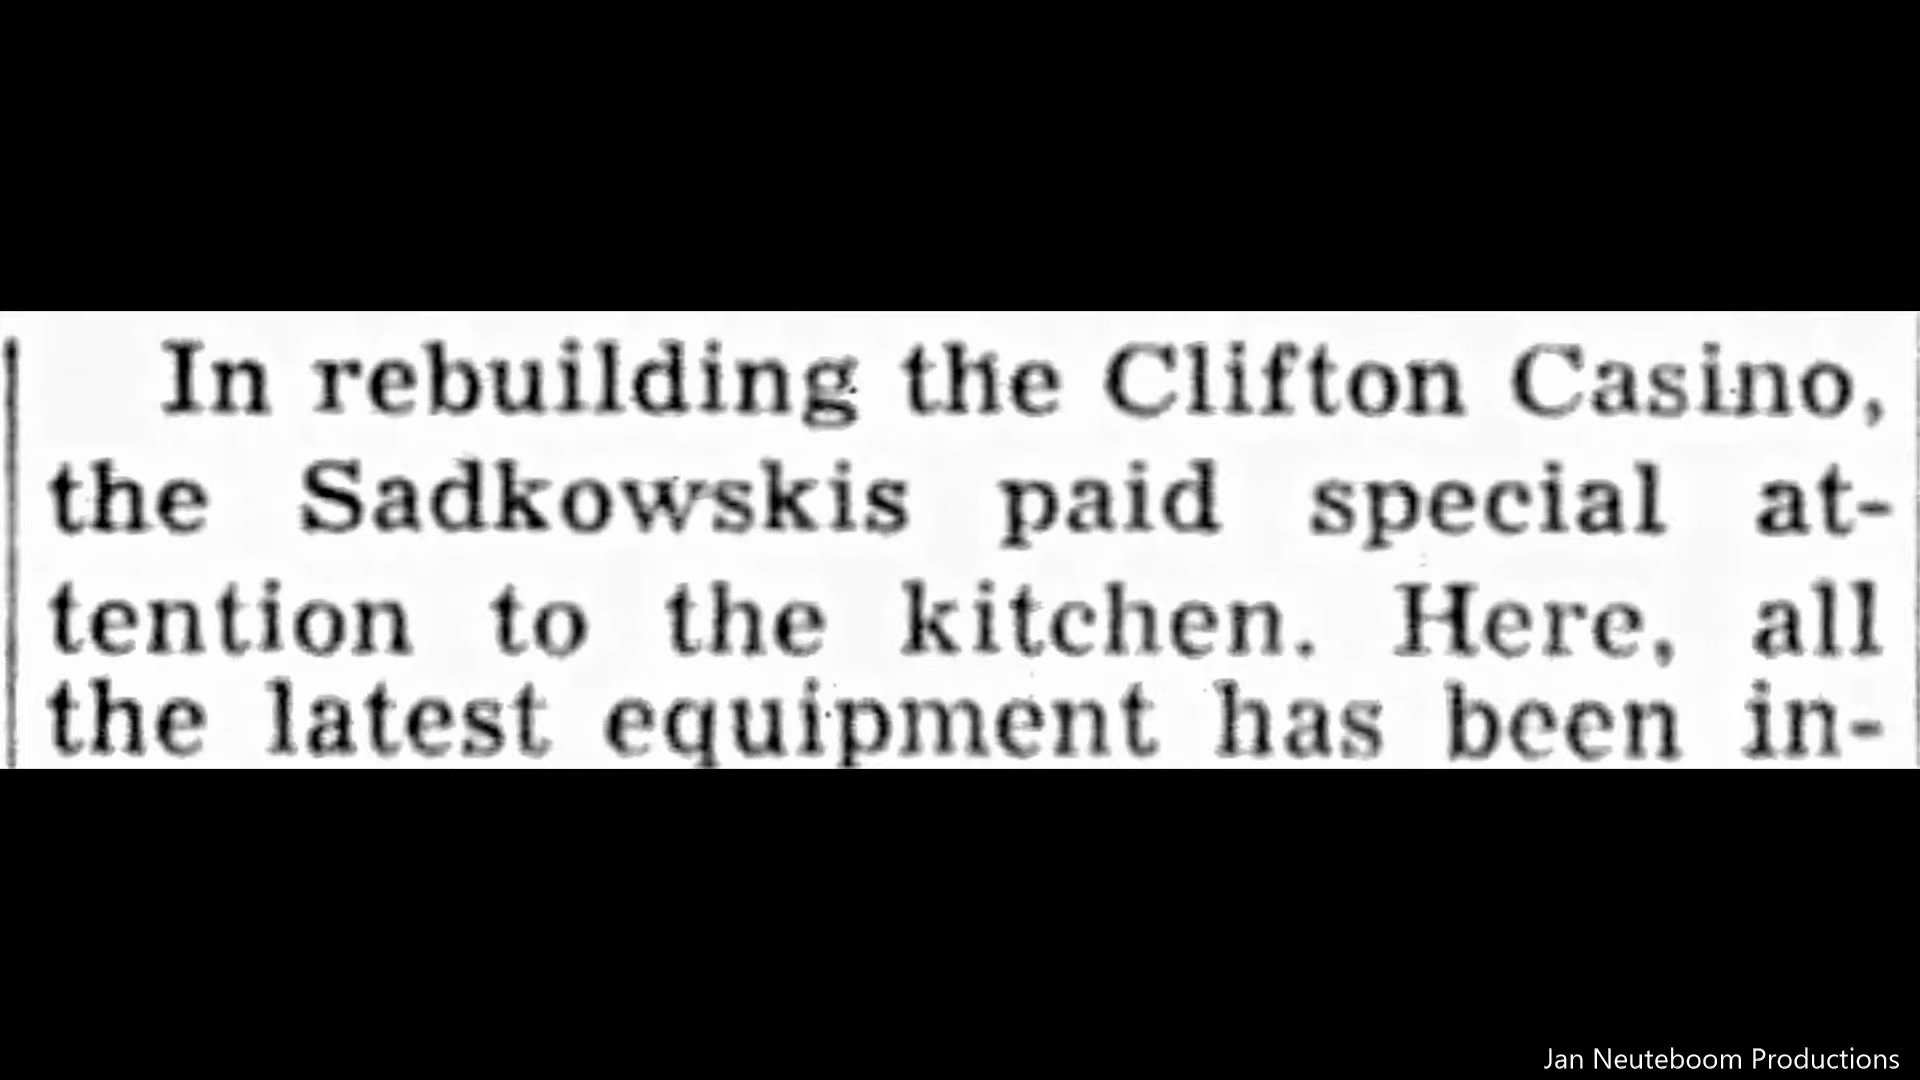 In rebuilding the Clifton Casino,
the Sadkowskis paid special at-
tention to the kitchen. Here, all
the latest equipment has been in-
Jan Neuteboom Productions